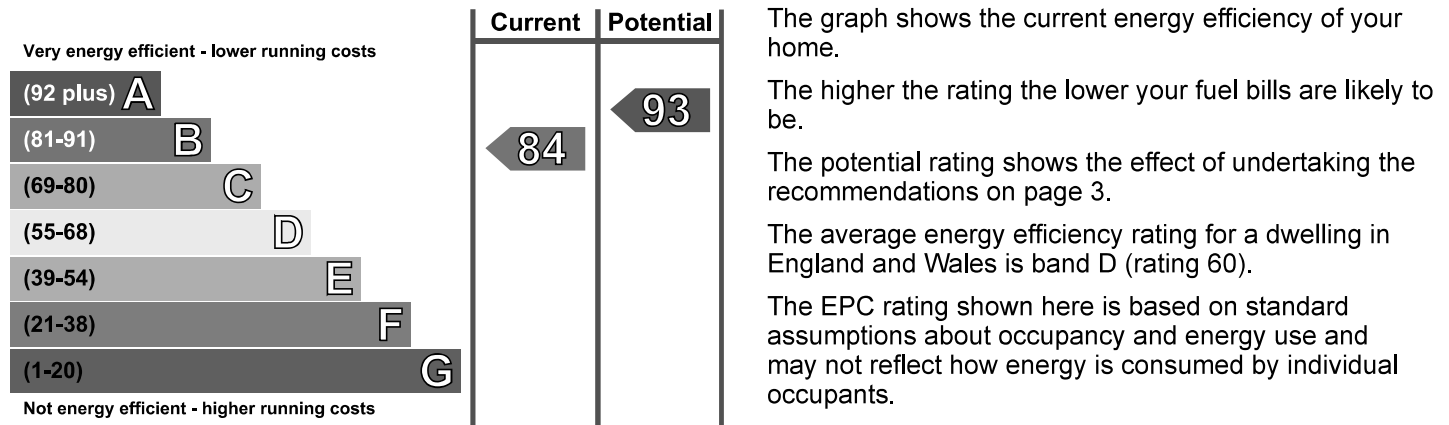 Current Potential
Very energy efficient - lower running costs
(92 plus) A
(81-91) B
(69-80) C
(55-68) D
(39-54) E
(21-38) F
(1-20) G
Not energy efficient - higher running costs
84
93
The graph shows the current energy efficiency of your
home.
The higher the rating the lower your fuel bills are likely to
be.
The potential rating shows the effect of undertaking the
recommendations on page 3.
The average energy efficiency rating for a dwelling in
England and Wales is band D (rating 60).
The EPC rating shown here is based on standard
assumptions about occupancy and energy use and
may not reflect how energy is consumed by individual
occupants.